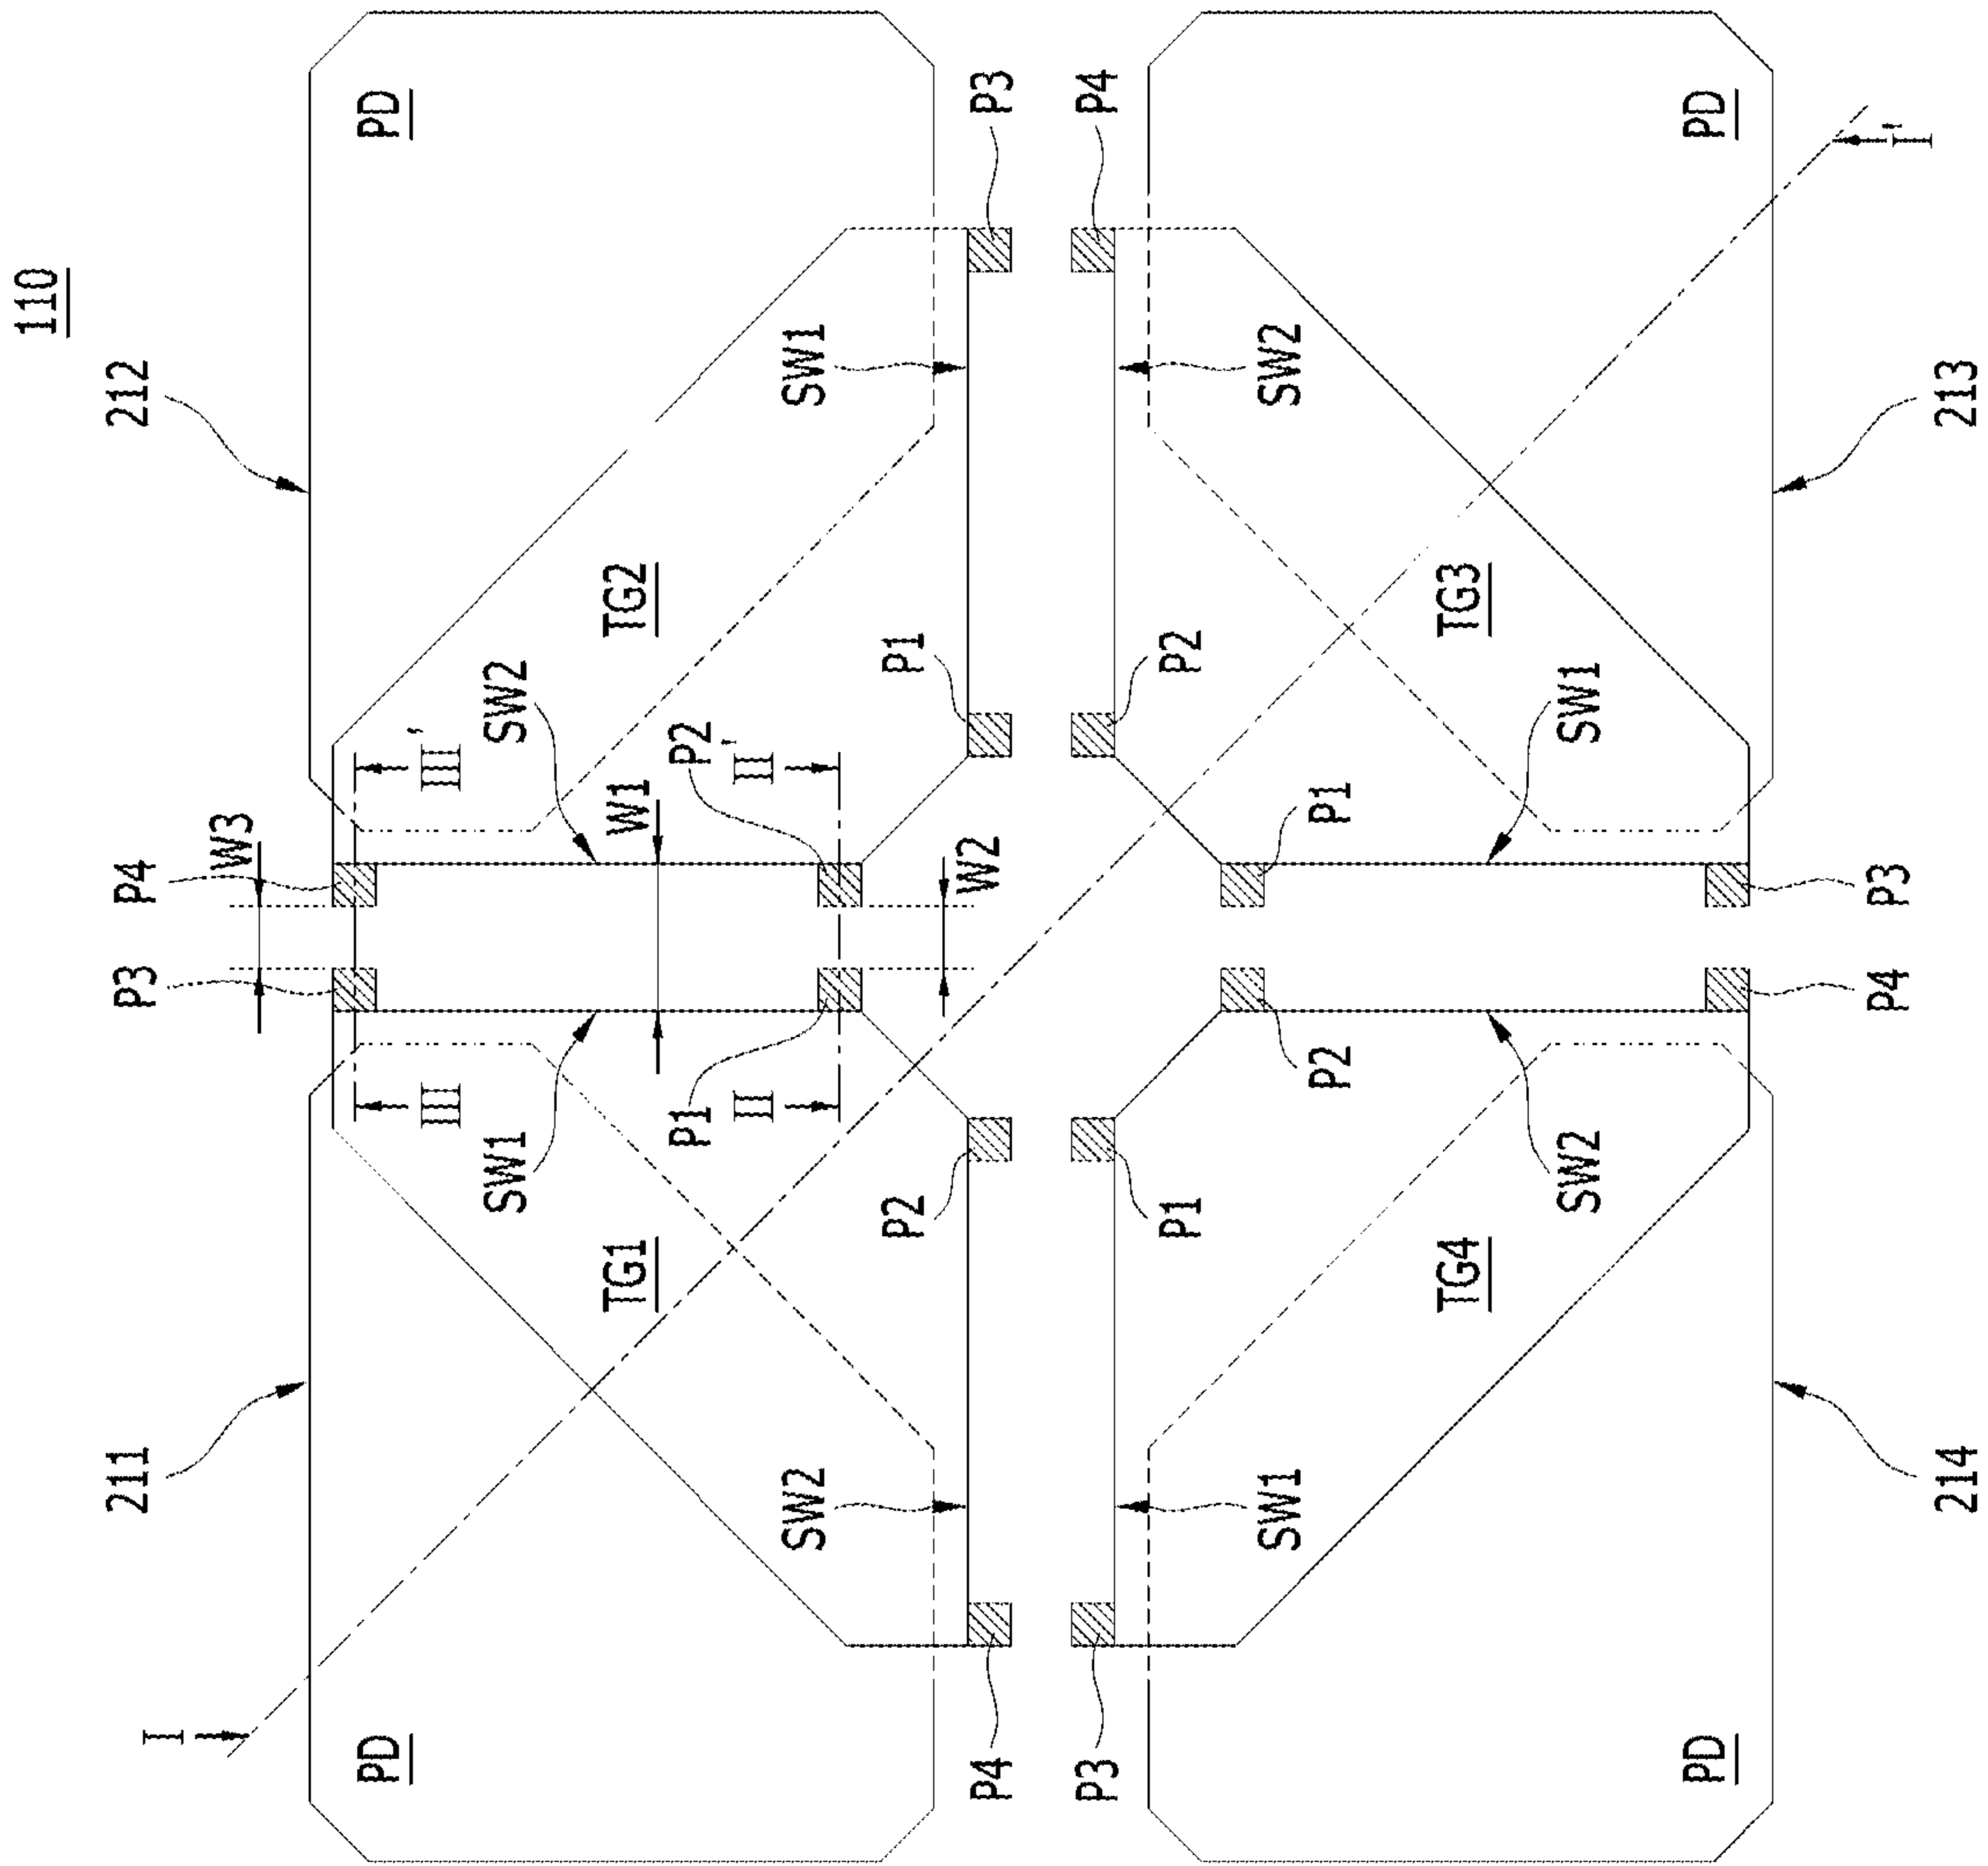 110
211
P3
P4
212
I
W3
PD
PD
III
III'
SW1
SW2
TG1
W1
TG2
P1
P2
II
II'
SW2
SW1
P2
P1
W2
P4
P3
P3
P4
P1
P2
SW1
SW2
P2
P1
TG4
TG3
SW2
SW1
PD
PD
P4
P3
I'
214
213